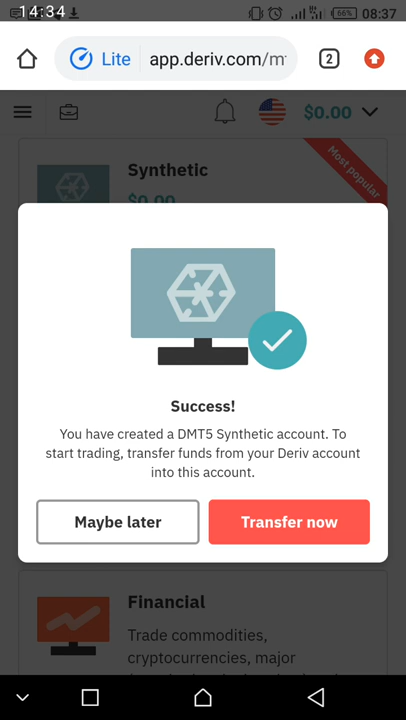 14:34
66%
08:37
Lite
app.deriv.com/m
2
$0.00
Synthetic
$0.00
Most popular
Success!
You have created a DMT5 Synthetic account. To
start trading, transfer funds from your Deriv account
into this account.
Maybe later
Transfer now
Financial
Trade commodities,
cryptocurrencies, major